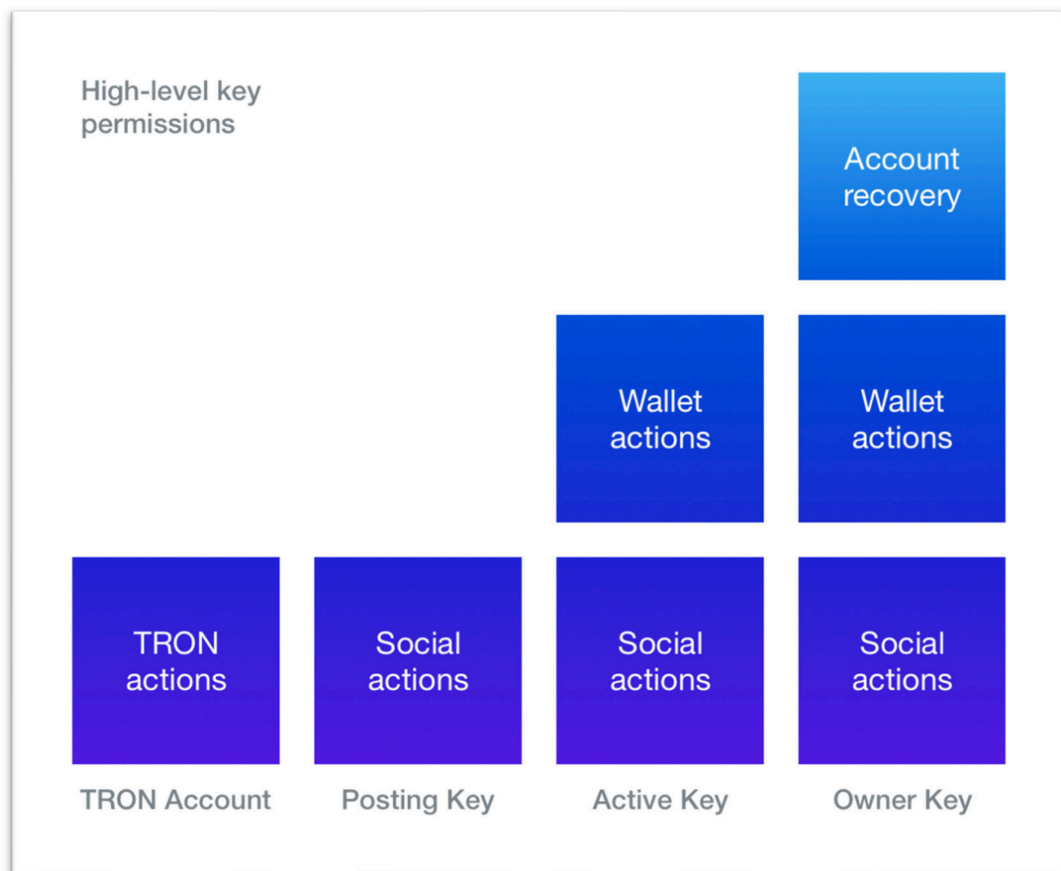 High-level key
permissions
Account
recovery
Wallet
actions
Wallet
actions
TRON
actions
Social
actions
Social
actions
Social
actions
TRON Account
Posting Key
Active Key
Owner Key